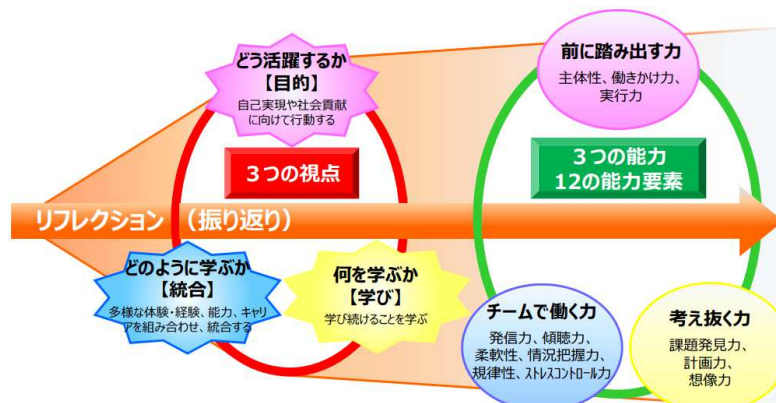 どう活躍するか
【目的】
自己実現や社会貢献
に向けて行動する
3つの視点
リフレクション (振り返り)
どのように学ぶか
【統合】
多様な体験・経験、能力、キャリ
アを組み合わせ、統合する
何を学ぶか
【学び】
学び続けることを学ぶ
前に踏み出す力
主体性、働きかけ力、
実行力
3つの能力
12の能力要素
チームで働く力
発信力、傾聴力、
柔軟性、情況把握力、
規律性、ストレスコントロール力
考え抜く力
課題発見力、
計画力、
想像力